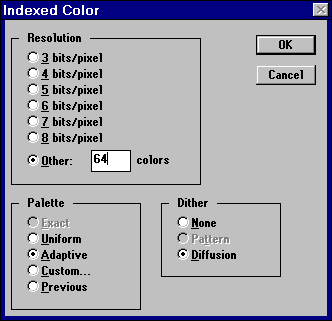 Indexed Color
Resolution
3 bits/pixel
4 bits/pixel
5 bits/pixel
6 bits/pixel
7 bits/pixel
8 bits/pixel
Other: 64 colors
OK
Cancel
Palette
Exact
Uniform
Adaptive
Custom...
Previous
Dither
None
Pattern
Diffusion